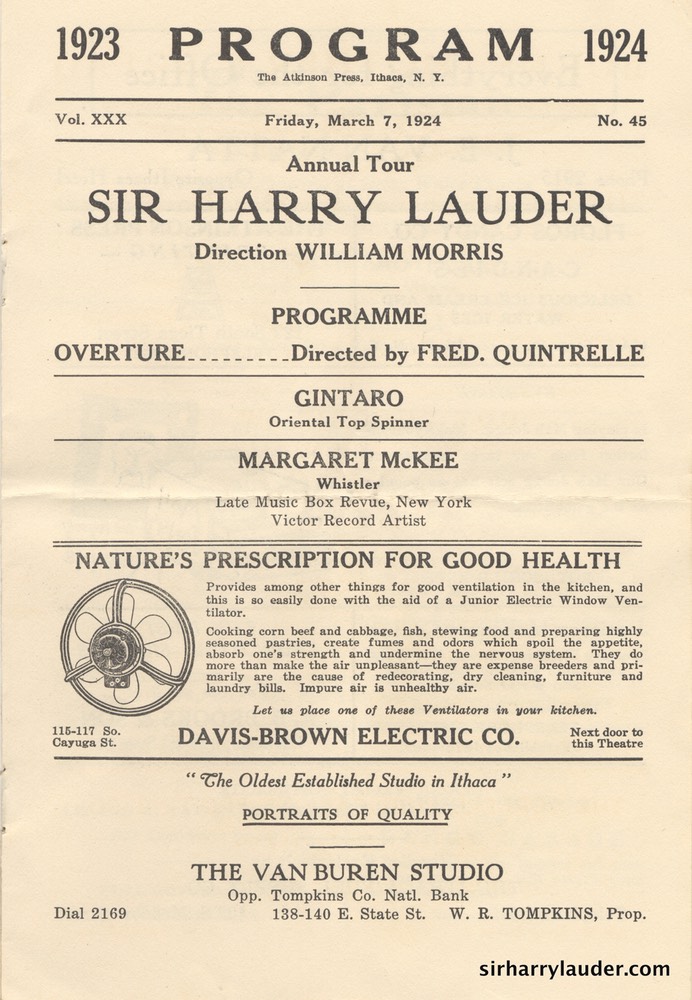 1923 PROGRAM 1924
The Atkinson Press, Ithaca, N. Y.
Vol. XXX Friday, March 7, 1924 No. 45
Annual Tour
SIR HARRY LAUDER
Direction WILLIAM MORRIS
PROGRAMME
OVERTURE_________Directed by FRED. QUINTRELLE
GINTARO
Oriental Top Spinner
MARGARET McKEE
Whistler
Late Music Box Revue, New York
Victor Record Artist
NATURE'S PRESCRIPTION FOR GOOD HEALTH
Provides among other things for good ventilation in the kitchen, and
this is so easily done with the aid of a Junior Electric Window Ven-
tilator.
Cooking corn beef and cabbage, fish, stewing food and preparing highly
seasoned pastries, create fumes and odors which spoil the appetite,
absorb one's strength and undermine the nervous system. They do
more than make the air unpleasant—they are expense breeders and pri-
marily are the cause of redecorating, dry cleaning, furniture and
laundry bills. Impure air is unhealthy air.
Let us place one of these Ventilators in your kitchen.
115-117 So.
Cayuga St.
DAVIS-BROWN ELECTRIC CO.
Next door to
this Theatre
"The Oldest Established Studio in Ithaca"
PORTRAITS OF QUALITY
THE VAN BUREN STUDIO
Opp. Tompkins Co. Natl. Bank
Dial 2169 138-140 E. State St. W. R. TOMPKINS, Prop.
sirharrylauder.com